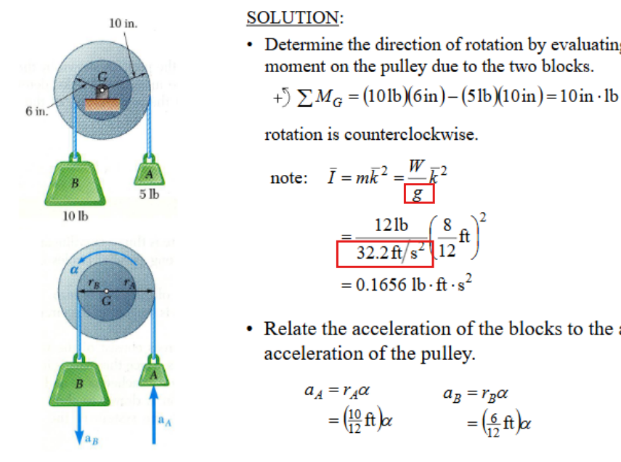 10 in.
G
6 in.
B
A
5 lb
10 lb
α
r_B
r_A
G
B
A
a_A
a_B
SOLUTION:
• Determine the direction of rotation by evaluating
moment on the pulley due to the two blocks.
+↺ ∑M_G = (10 lb)(6 in) − (5 lb)(10 in) = 10 in · lb
rotation is counterclockwise.
note: Ī = mk̄² = W/g k̄²
= 12 lb / 32.2 ft/s² (8/12 ft)²
= 0.1656 lb · ft · s²
• Relate the acceleration of the blocks to the
acceleration of the pulley.
a_A = r_Aα a_B = r_Bα
= (10/12 ft)α = (6/12 ft)α